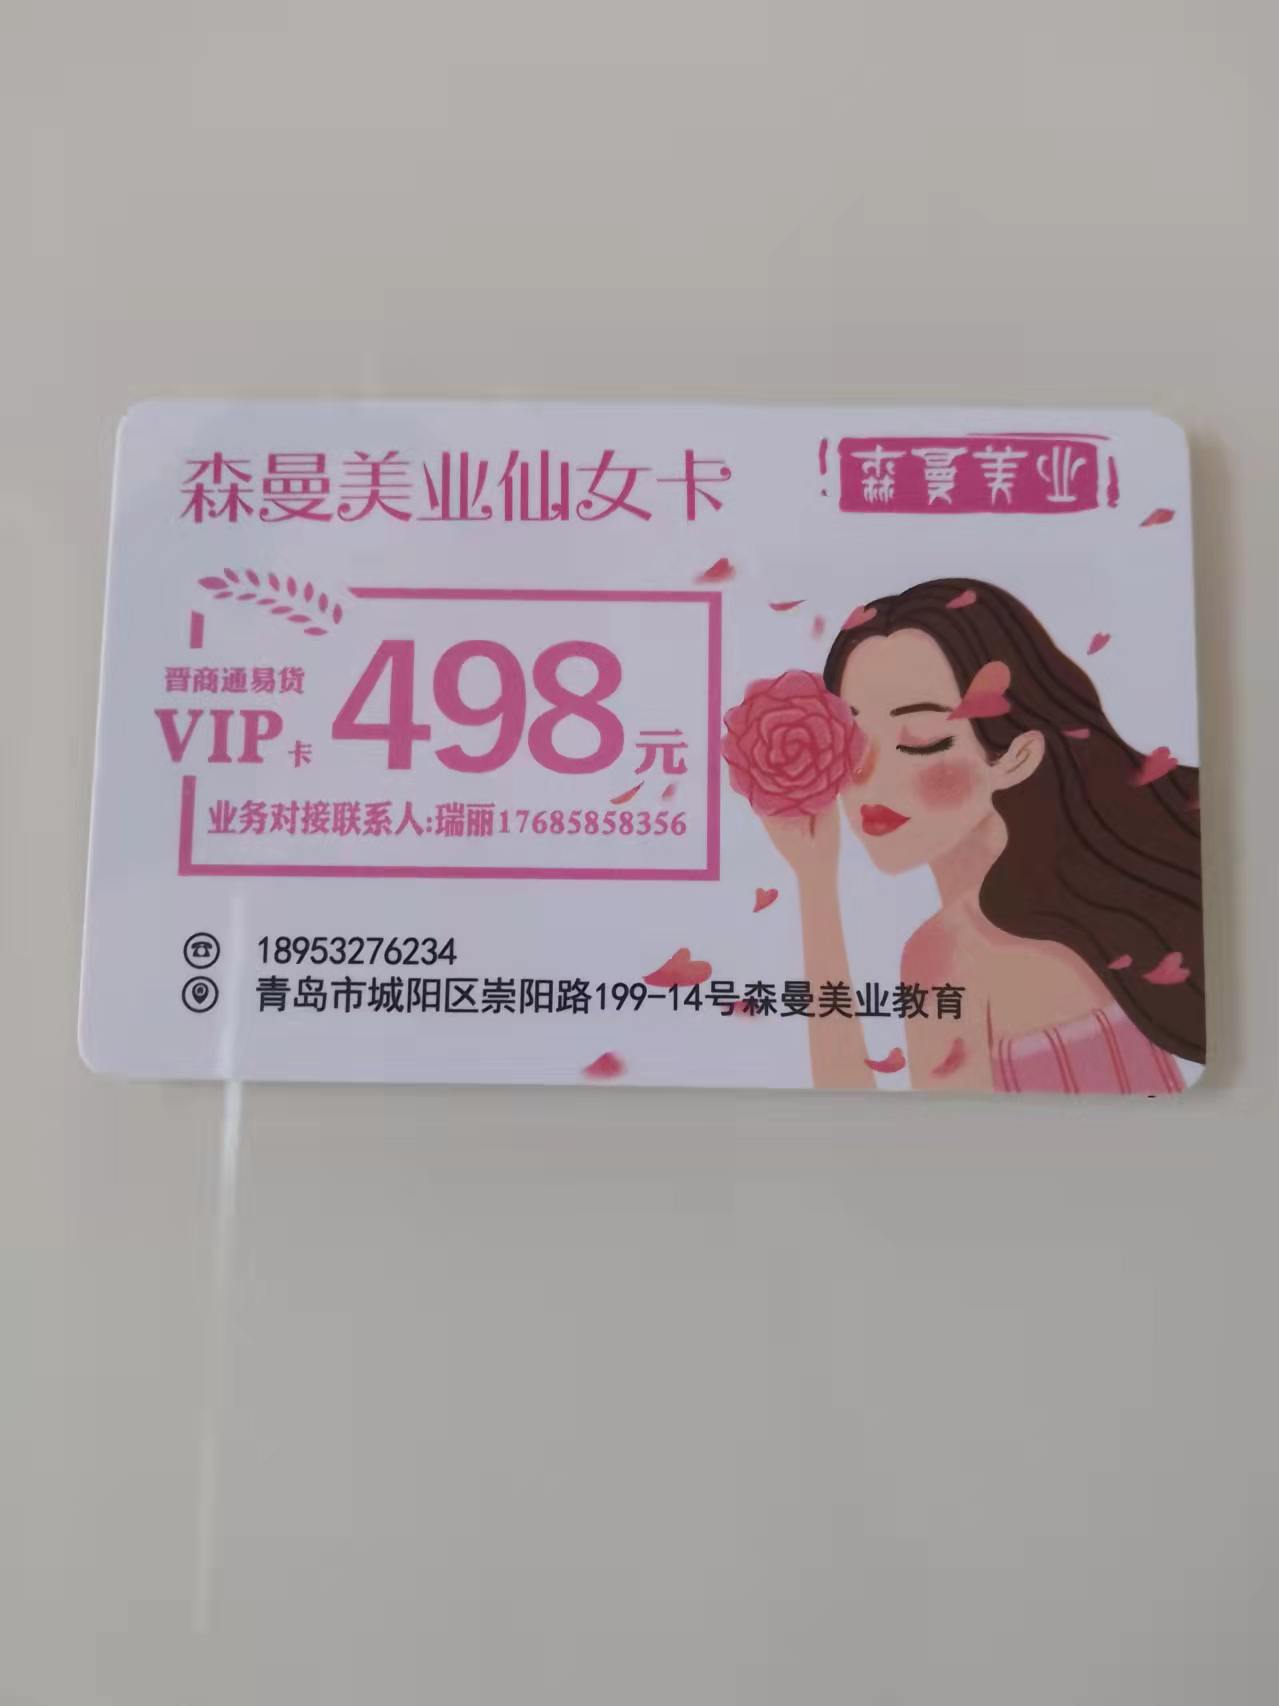 森曼美业仙女卡
森曼美业
晋商通易货
VIP卡
498元
业务对接联系人:瑞丽17685858356
18953276234
青岛市城阳区崇阳路199-14号森曼美业教育